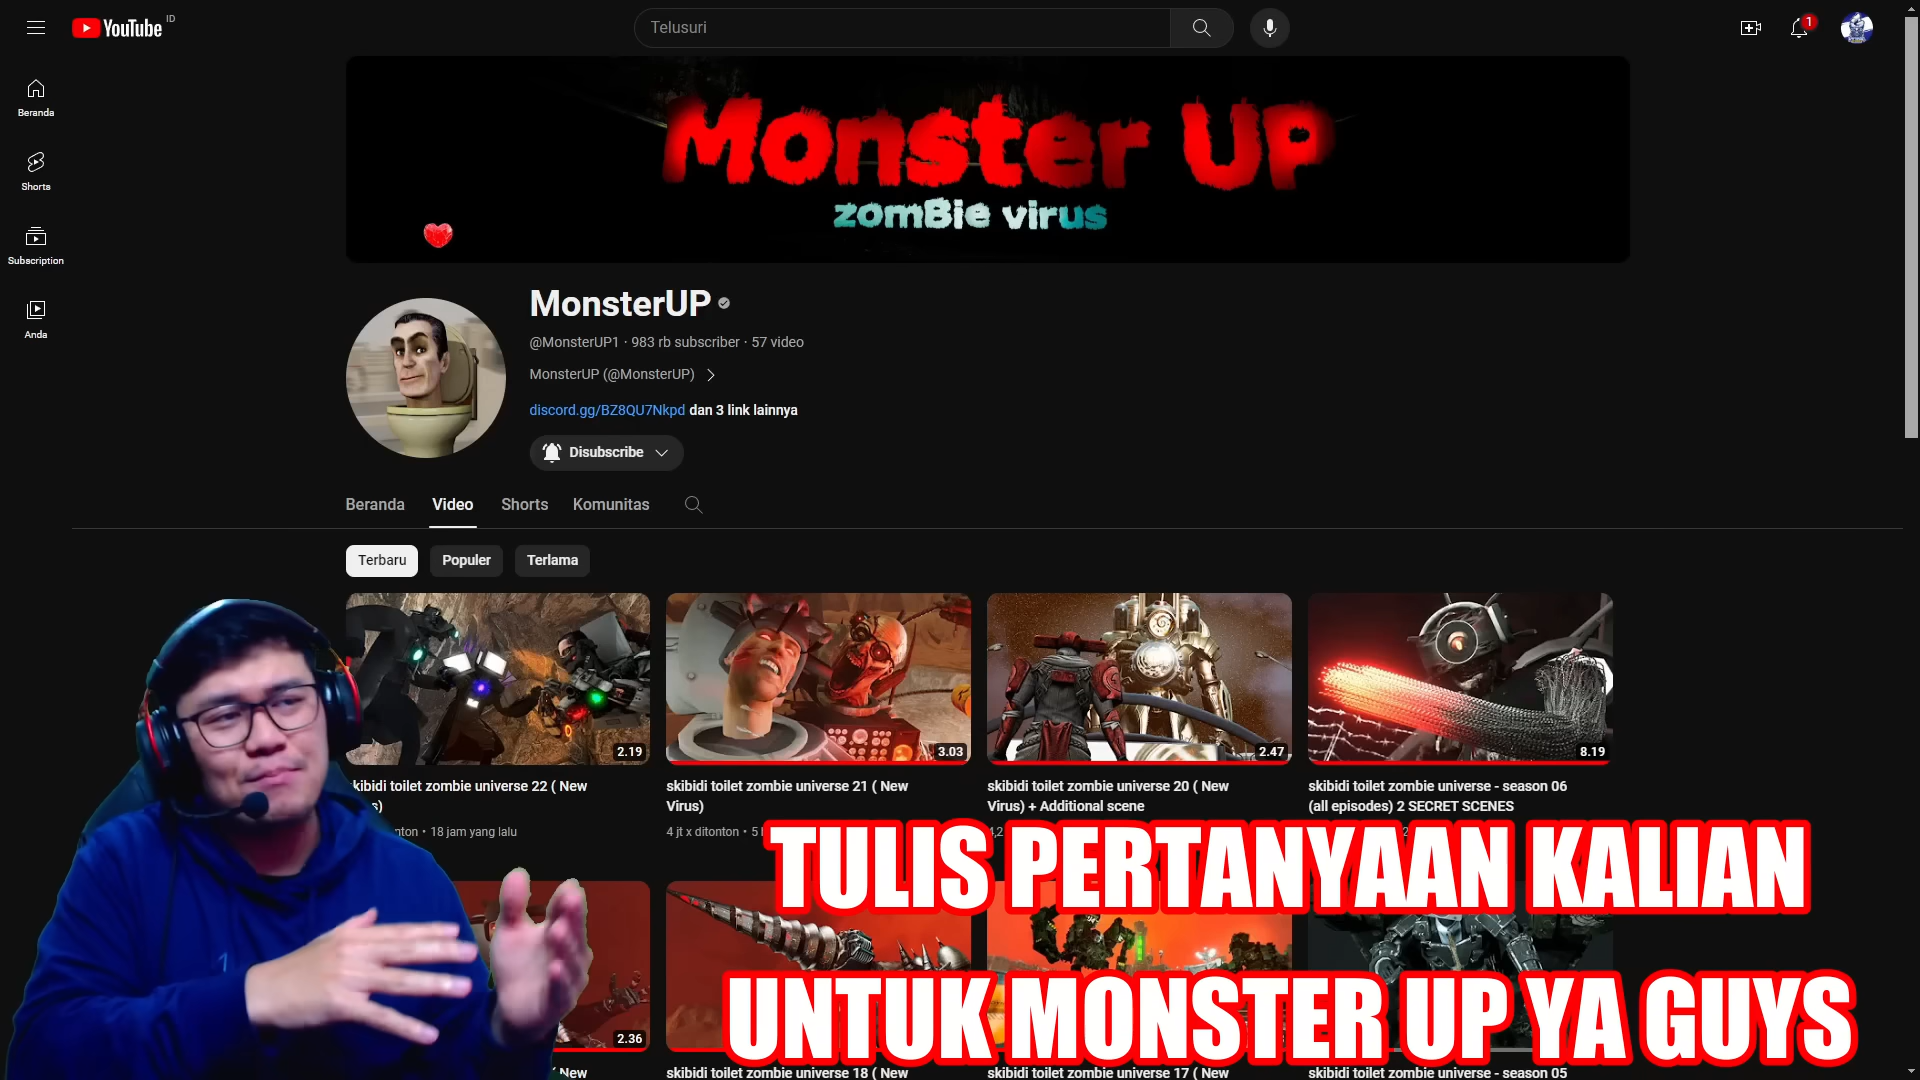 YouTube ID
Telusuri
1
Beranda
Shorts
Subscription
Anda
Monster UP
zomBie virus
MonsterUP
@MonsterUP1 · 983 rb subscriber · 57 video
MonsterUP (@MonsterUP)
discord.gg/BZ8QU7Nkpd dan 3 link lainnya
Disubscribe
Beranda Video Shorts Komunitas
Terbaru Populer Terlama
2.19
3.03
2.47
8.19
kibidi toilet zombie universe 22 ( New
s)
18 jam yang lalu
skibidi toilet zombie universe 21 ( New
Virus)
4 jt x ditonton
skibidi toilet zombie universe 20 ( New
Virus) + Additional scene
skibidi toilet zombie universe - season 06
(all episodes) 2 SECRET SCENES
TULIS PERTANYAAN KALIAN
UNTUK MONSTER UP YA GUYS
2.36
( New
skibidi toilet zombie universe 18 ( New
skibidi toilet zombie universe 17 ( New
skibidi toilet zombie universe - season 05